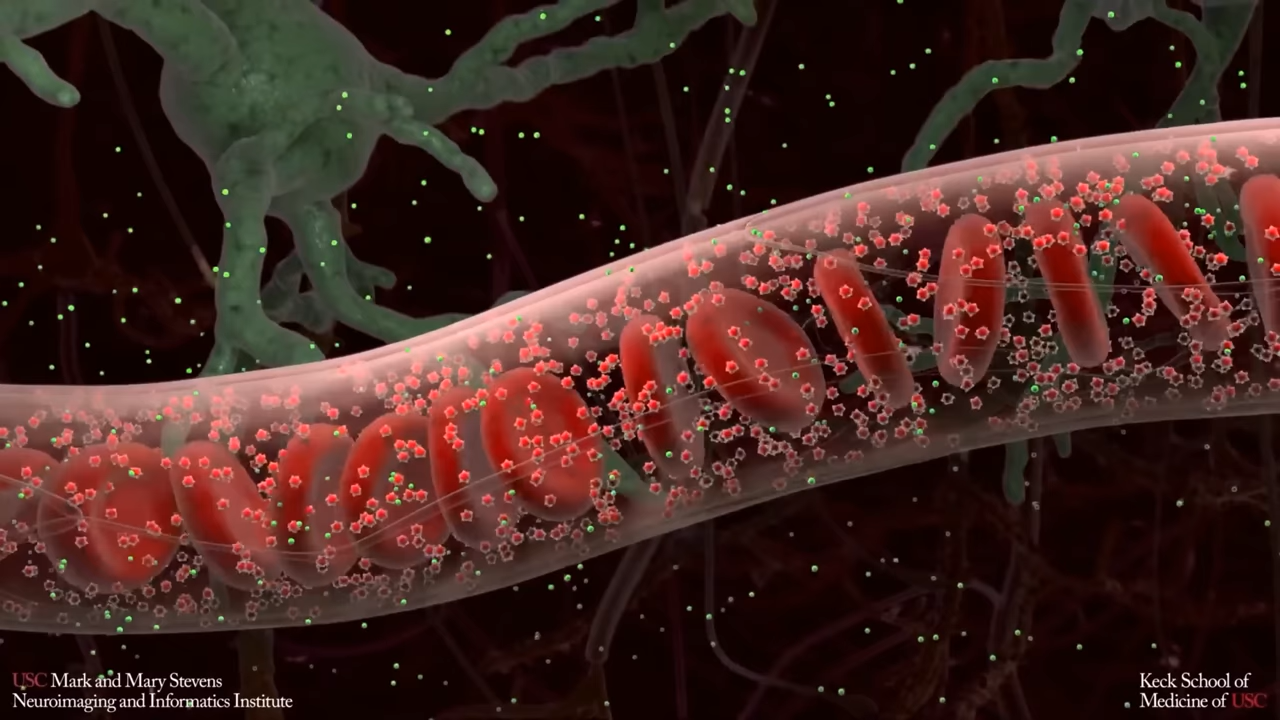 USC Mark and Mary Stevens
Neuroimaging and Informatics Institute
Keck School of
Medicine of USC